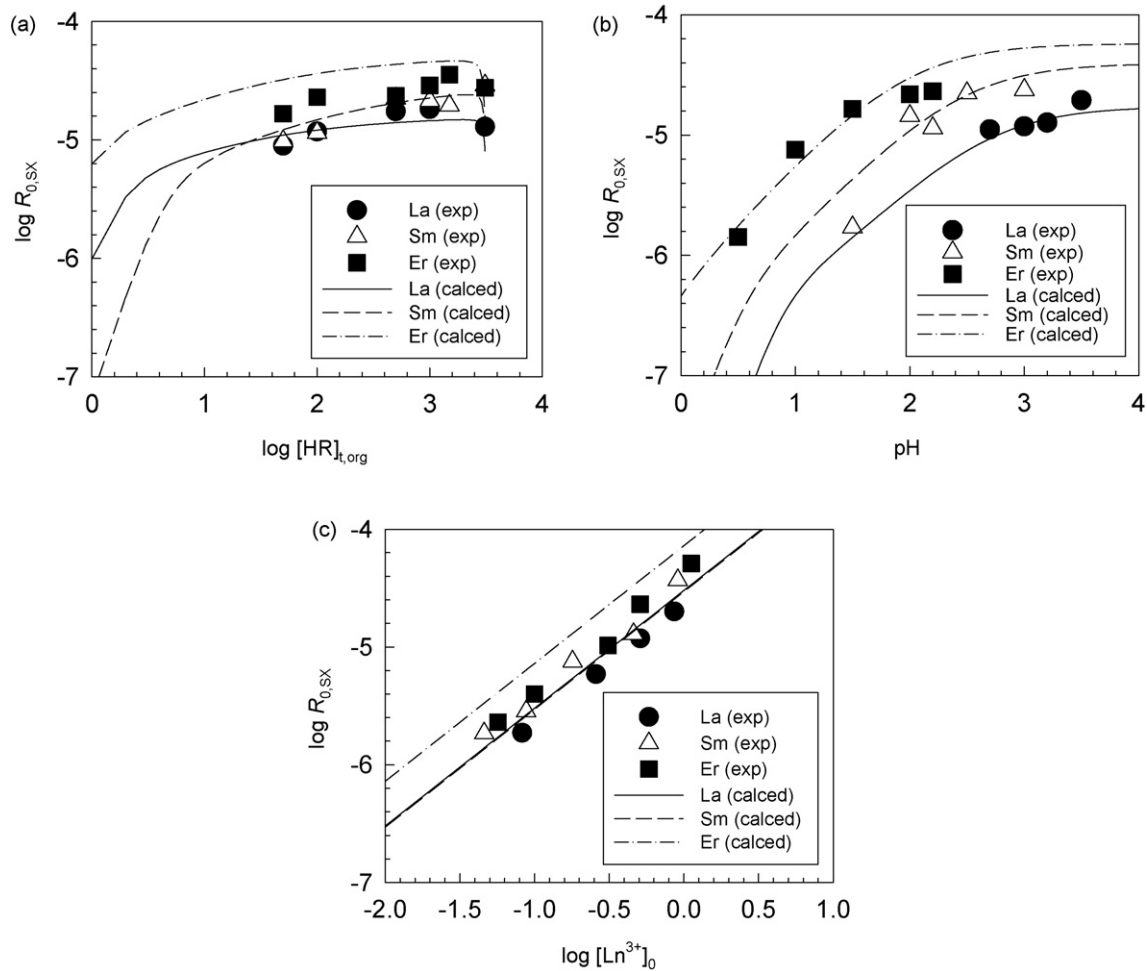 (a)
-4
-5
-6
-7
log R0,SX
La (exp)
Sm (exp)
Er (exp)
La (calced)
Sm (calced)
Er (calced)
0 1 2 3 4
log [HR]t,org
(b)
-4
-5
-6
-7
log R0,SX
La (exp)
Sm (exp)
Er (exp)
La (calced)
Sm (calced)
Er (calced)
0 1 2 3 4
pH
(c)
-4
-5
-6
-7
log R0,SX
La (exp)
Sm (exp)
Er (exp)
La (calced)
Sm (calced)
Er (calced)
-2.0 -1.5 -1.0 -0.5 0.0 0.5 1.0
log [Ln3+]0